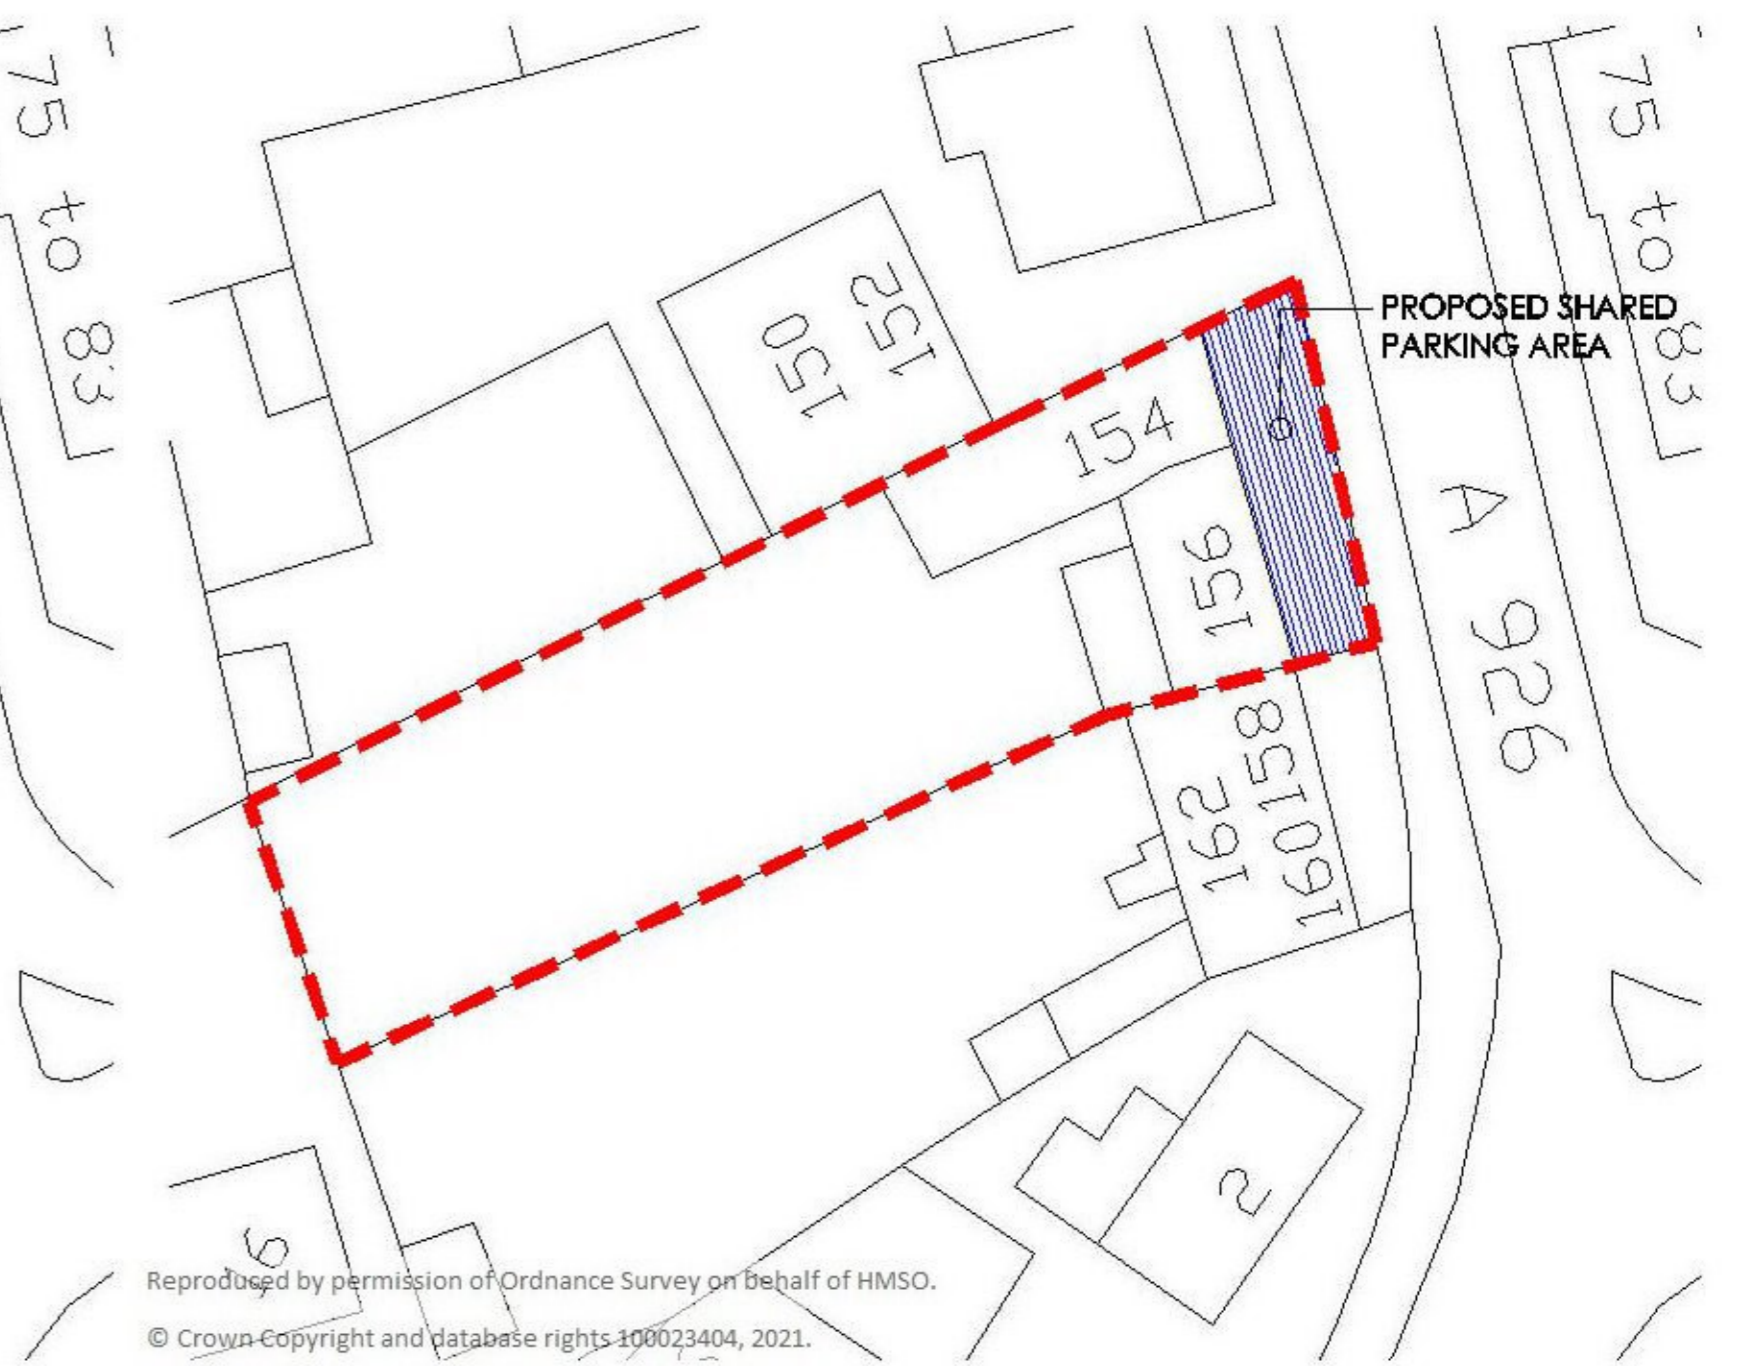 75 to 83
75 to 83
152
150
PROPOSED SHARED
PARKING AREA
154
156
A 926
158
160
162
2
Reproduced by permission of Ordnance Survey on behalf of HMSO.
© Crown Copyright and database rights 100023404, 2021.